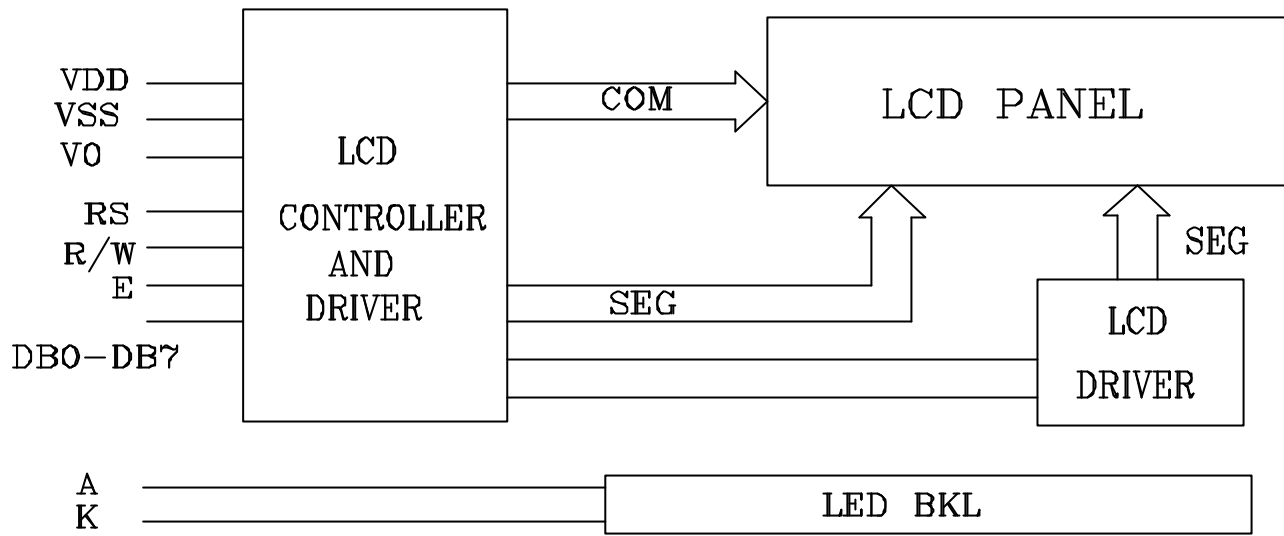 VDD
VSS
V0
RS
R/W
E
DB0-DB7
LCD
CONTROLLER
AND
DRIVER
COM
SEG
LCD PANEL
SEG
LCD
DRIVER
A
K
LED BKL